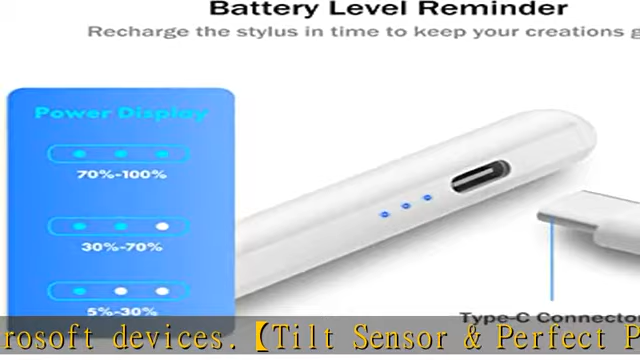 Battery Level Reminder
Recharge the stylus in time to keep your creations g
Power Display
70%-100%
30%-70%
5%-30%
Type-C Connector
rosoft devices.【Tilt Sensor & Perfect P